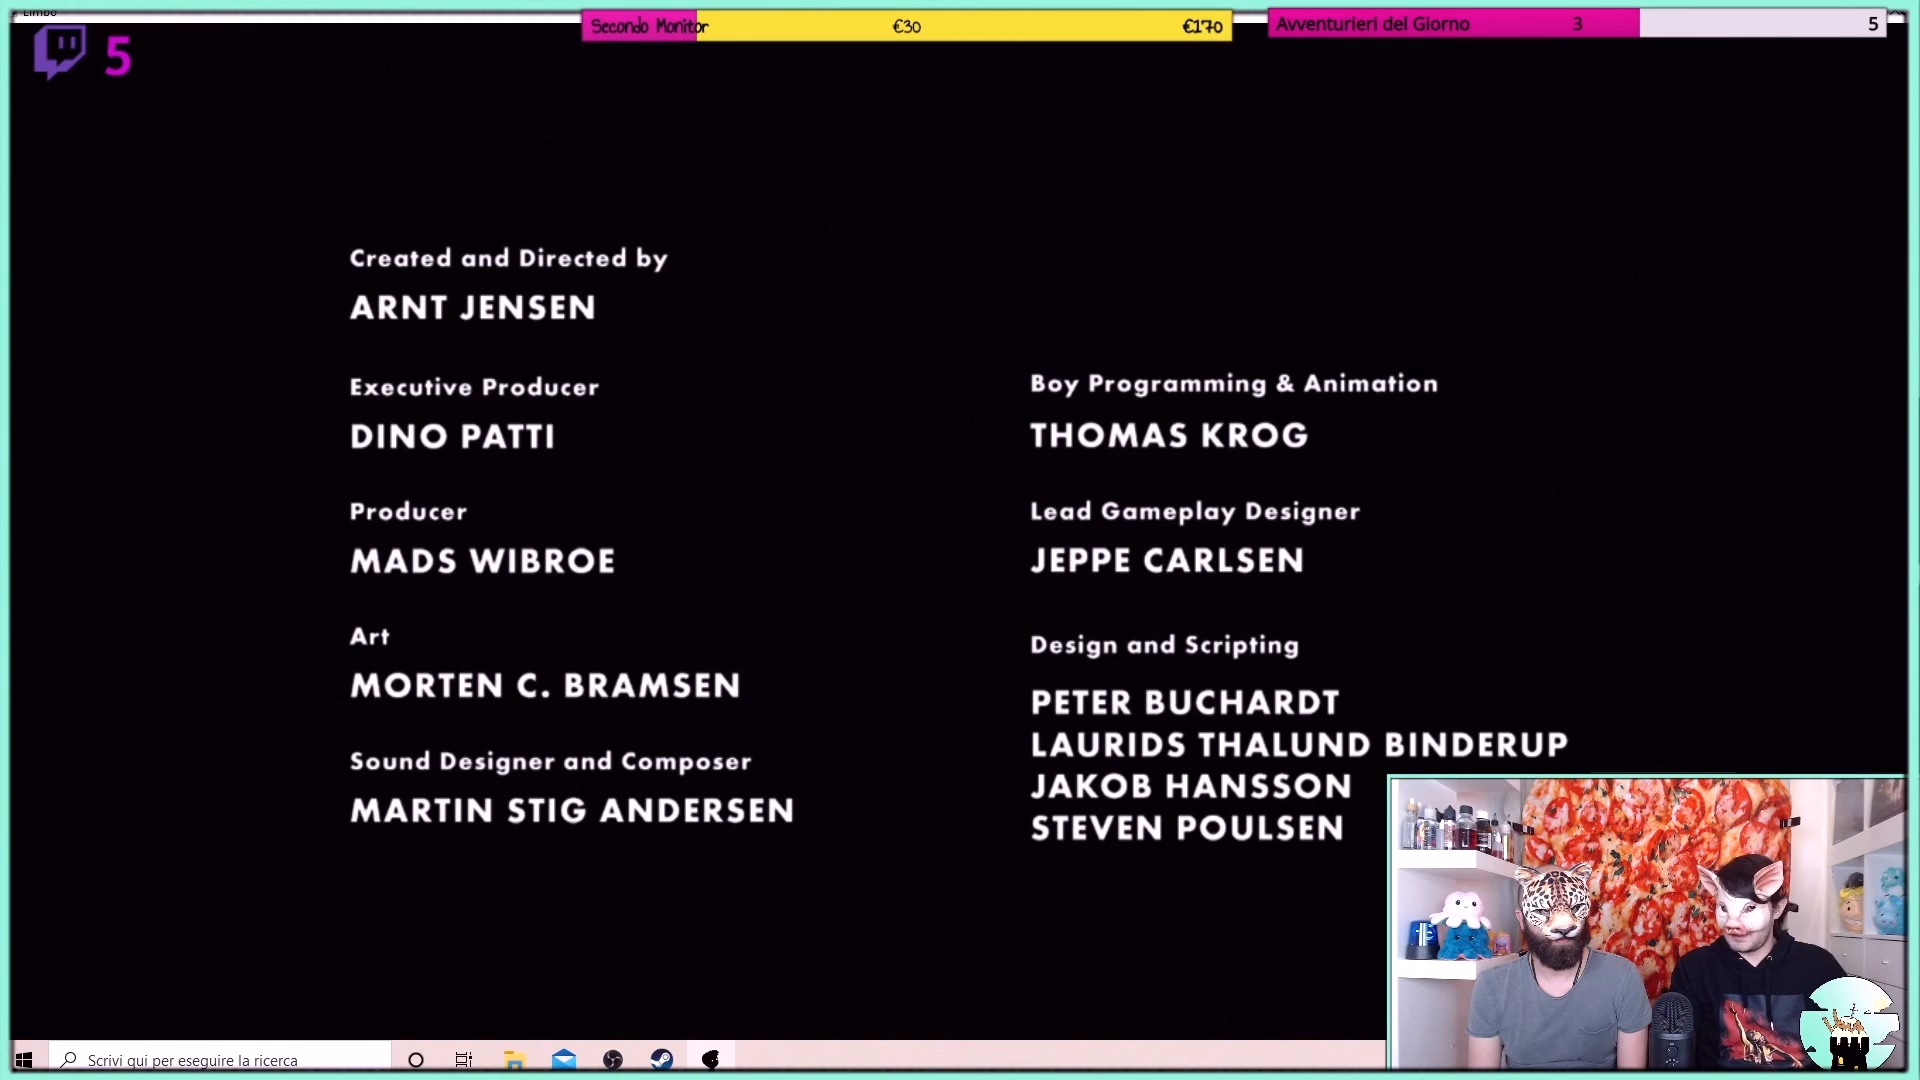 Limbo
5
Secondo Monitor €30 €170
Avventurieri del Giorno 3 5
Created and Directed by
ARNT JENSEN
Executive Producer
DINO PATTI
Producer
MADS WIBROE
Art
MORTEN C. BRAMSEN
Sound Designer and Composer
MARTIN STIG ANDERSEN
Boy Programming & Animation
THOMAS KROG
Lead Gameplay Designer
JEPPE CARLSEN
Design and Scripting
PETER BUCHARDT
LAURIDS THALUND BINDERUP
JAKOB HANSSON
STEVEN POULSEN
Scrivi qui per eseguire la ricerca